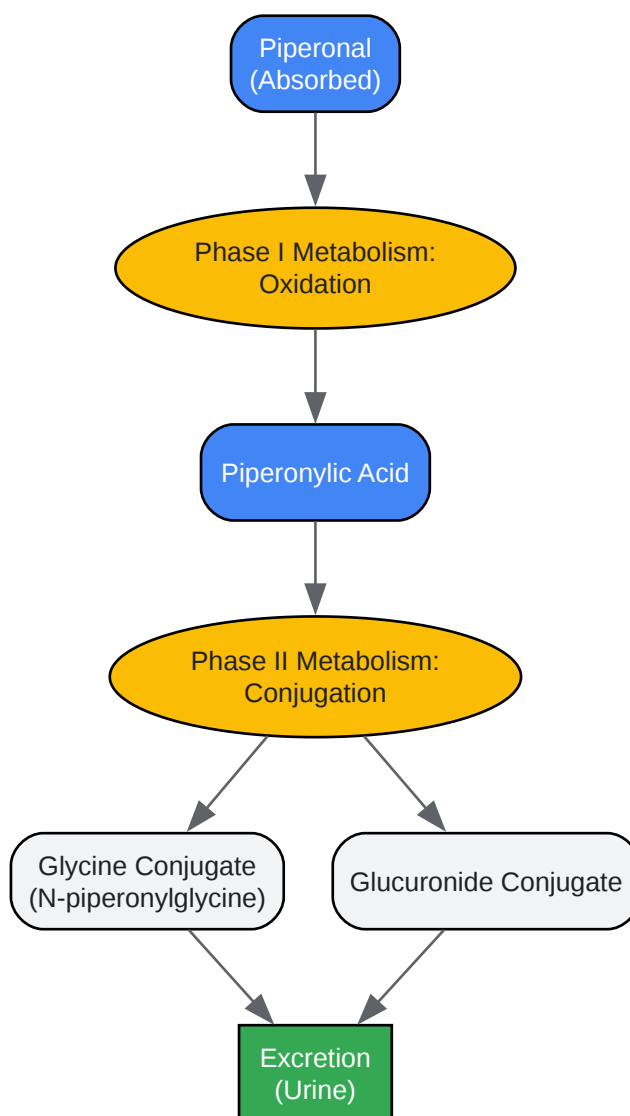 Piperonal
(Absorbed)
Phase I Metabolism:
Oxidation
Piperonylic Acid
Phase II Metabolism:
Conjugation
Glycine Conjugate
(N-piperonylglycine)
Glucuronide Conjugate
Excretion
(Urine)